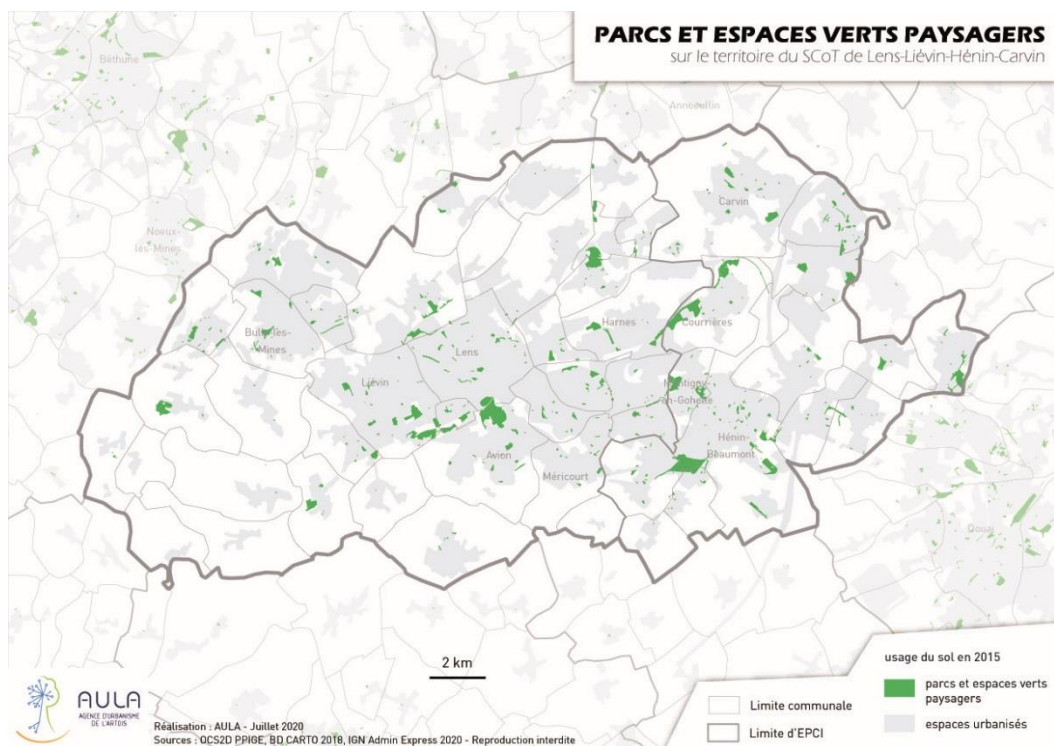 PARCS ET ESPACES VERTS PAYSAGERS
sur le territoire du SCoT de Lens-Liévin-Hénin-Carvin
Béthune
Annoeullin
Carvin
Noeux-
les-Mines
Harnes
Courrières
Bully-les-
Mines
Lens
Liévin
Montigny-
en-Gohelle
Hénin-
Beaumont
Avion
Méricourt
Douai
2 km
usage du sol en 2015
parcs et espaces verts
paysagers
espaces urbanisés
Limite communale
Limite d'EPCI
AULA
AGENCE D'URBANISME
DE L'ARTOIS
Réalisation : AULA - Juillet 2020
Sources : OCS2D PPIGE, BD CARTO 2018, IGN Admin Express 2020 - Reproduction interdite